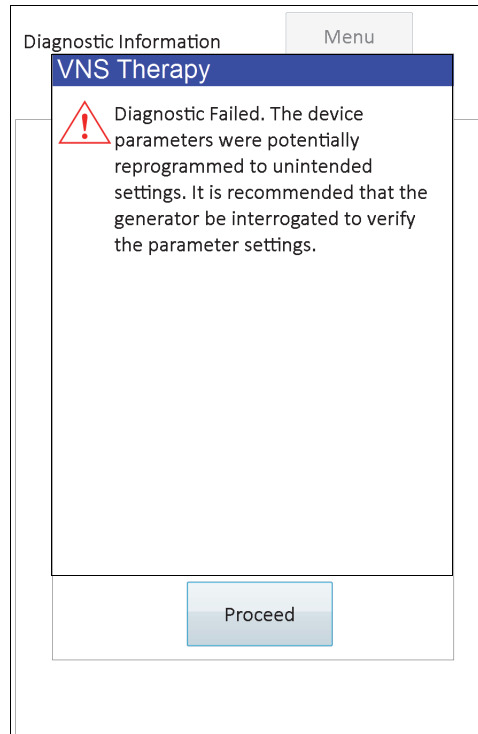 Diagnostic Information
Menu
VNS Therapy
Diagnostic Failed. The device
parameters were potentially
reprogrammed to unintended
settings. It is recommended that the
generator be interrogated to verify
the parameter settings.
Proceed